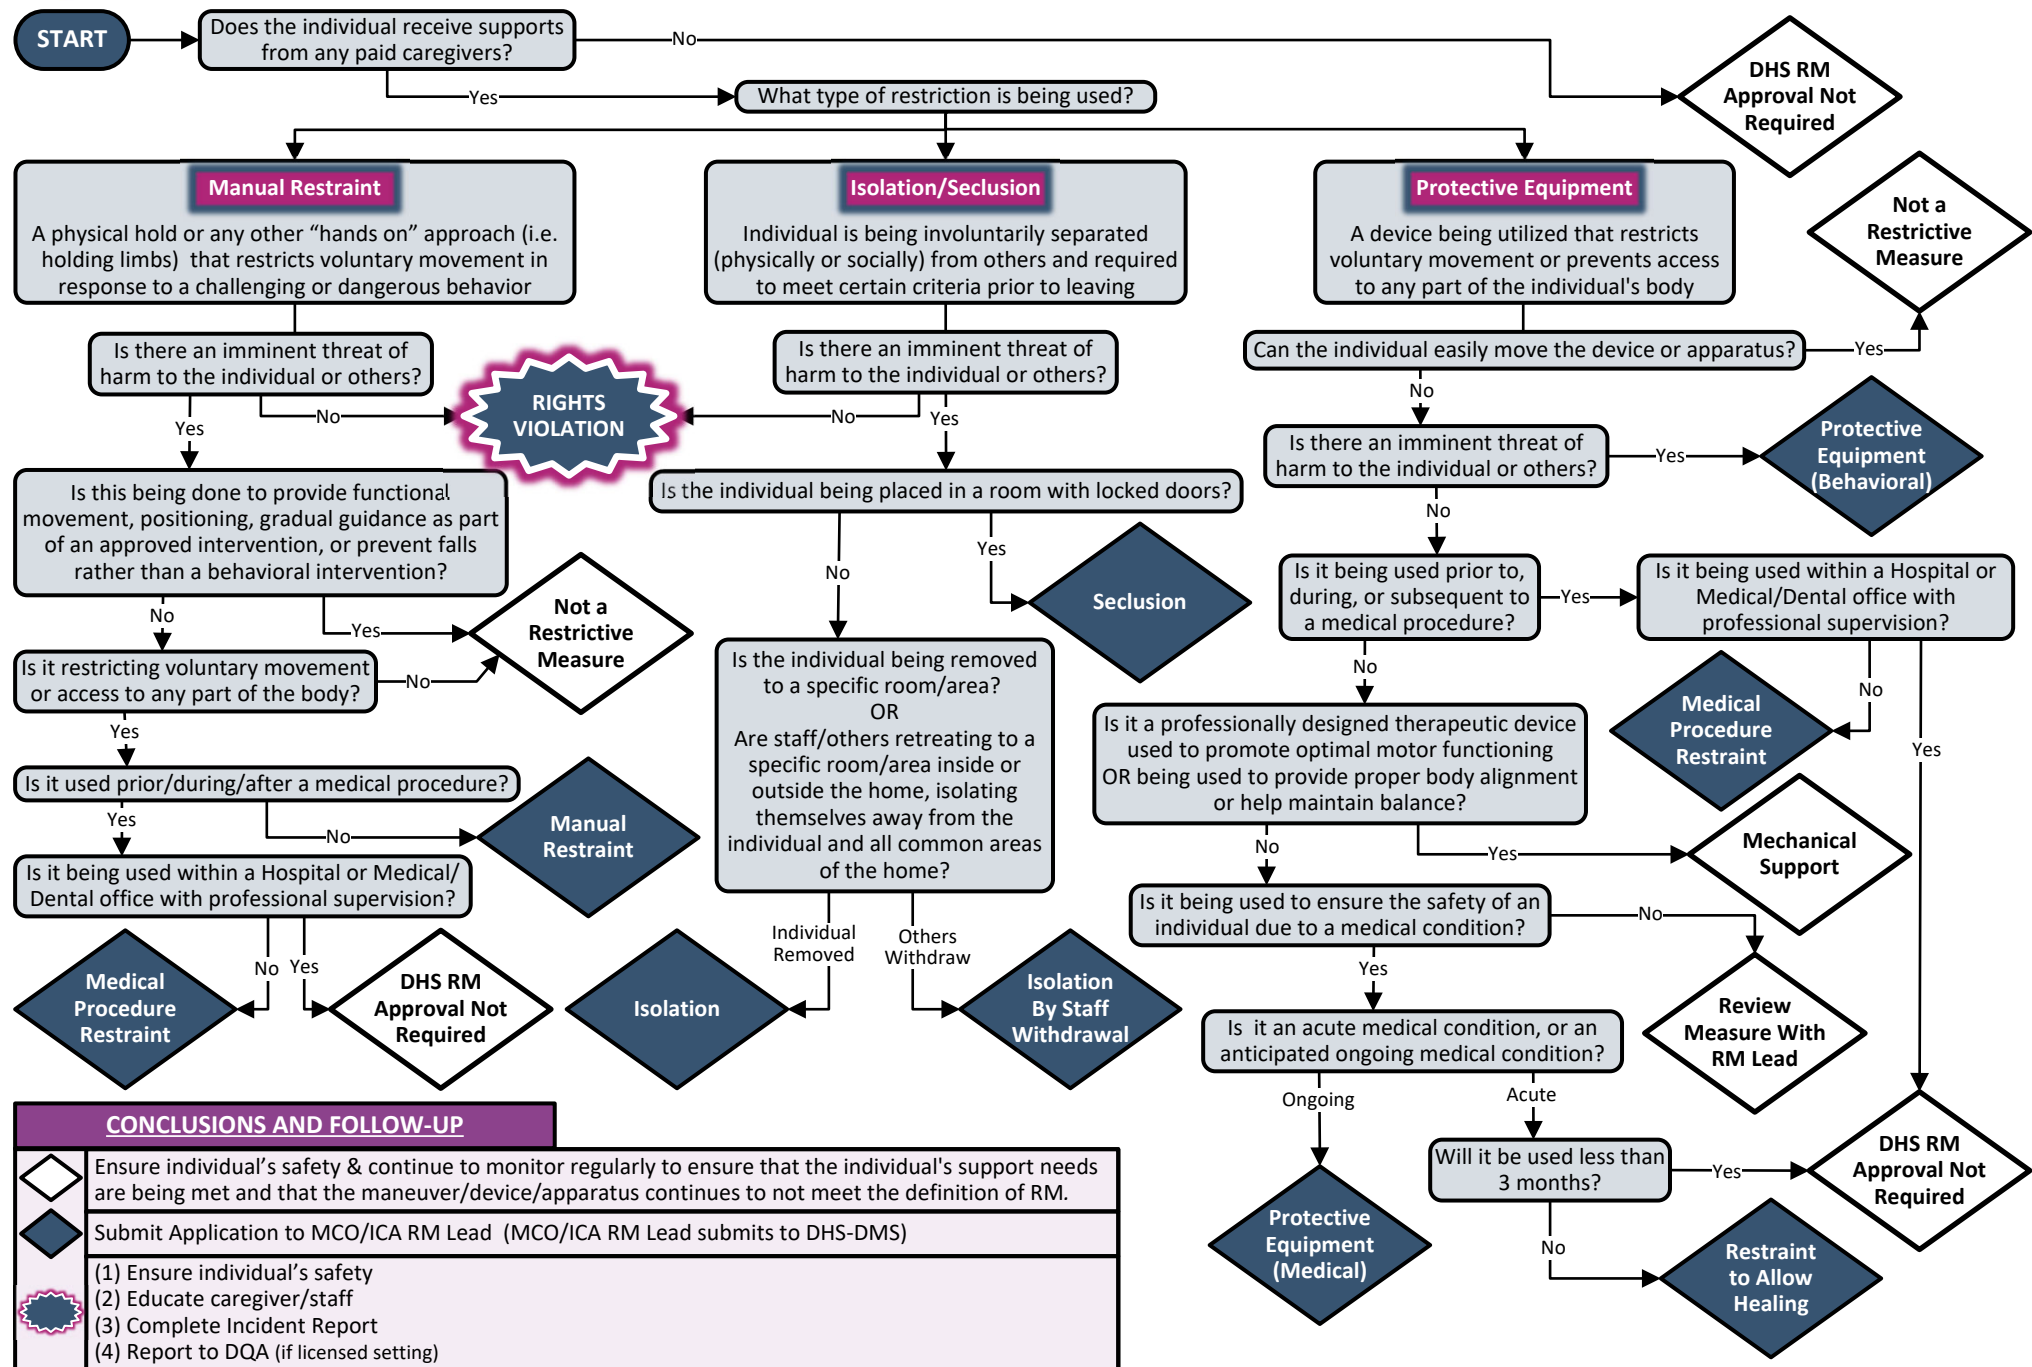 START
Does the individual receive supports
from any paid caregivers?
No
Yes
What type of restriction is being used?
DHS RM
Approval Not
Required
Manual Restraint
A physical hold or any other “hands on” approach (i.e.
holding limbs)  that restricts voluntary movement in
response to a challenging or dangerous behavior
Isolation/Seclusion
Individual is being involuntarily separated
(physically or socially) from others and required
to meet certain criteria prior to leaving
Protective Equipment
A device being utilized that restricts
voluntary movement or prevents access
to any part of the individual's body
Not a
Restrictive
Measure
Is there an imminent threat of
harm to the individual or others?
No
Yes
RIGHTS
VIOLATION
Is there an imminent threat of
harm to the individual or others?
No
Yes
Can the individual easily move the device or apparatus?
Yes
No
Is this being done to provide functional
movement, positioning, gradual guidance as part
of an approved intervention, or prevent falls
rather than a behavioral intervention?
No
Yes
Not a
Restrictive
Measure
Is it restricting voluntary movement
or access to any part of the body?
No
Yes
Is it used prior/during/after a medical procedure?
Yes
No
Manual
Restraint
Is it being used within a Hospital or Medical/
Dental office with professional supervision?
No
Yes
Medical
Procedure
Restraint
DHS RM
Approval Not
Required
Is the individual being placed in a room with locked doors?
No
Yes
Seclusion
Is the individual being removed
to a specific room/area?
OR
Are staff/others retreating to a
specific room/area inside or
outside the home, isolating
themselves away from the
individual and all common areas
of the home?
Individual
Removed
Others
Withdraw
Isolation
Isolation
By Staff
Withdrawal
Is there an imminent threat of
harm to the individual or others?
Yes
No
Protective
Equipment
(Behavioral)
Is it being used prior to,
during, or subsequent to
a medical procedure?
Yes
No
Is it being used within a Hospital or
Medical/Dental office with
professional supervision?
No
Yes
Medical
Procedure
Restraint
Is it a professionally designed therapeutic device
used to promote optimal motor functioning
OR being used to provide proper body alignment
or help maintain balance?
No
Yes
Mechanical
Support
Is it being used to ensure the safety of an
individual due to a medical condition?
No
Yes
Review
Measure With
RM Lead
Is  it an acute medical condition, or an
anticipated ongoing medical condition?
Ongoing
Acute
Protective
Equipment
(Medical)
Will it be used less than
3 months?
Yes
No
DHS RM
Approval Not
Required
Restraint
to Allow
Healing
CONCLUSIONS AND FOLLOW-UP
Ensure individual’s safety & continue to monitor regularly to ensure that the individual's support needs
are being met and that the maneuver/device/apparatus continues to not meet the definition of RM.
Submit Application to MCO/ICA RM Lead  (MCO/ICA RM Lead submits to DHS-DMS)
(1) Ensure individual’s safety
(2) Educate caregiver/staff
(3) Complete Incident Report
(4) Report to DQA (if licensed setting)